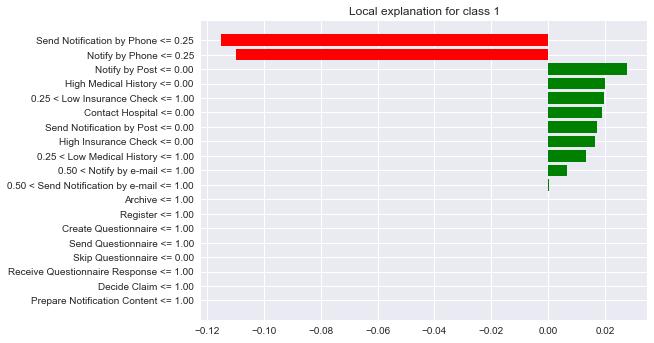 Local explanation for class 1
Send Notification by Phone <= 0.25
Notify by Phone <= 0.25
Notify by Post <= 0.00
High Medical History <= 0.00
0.25 < Low Insurance Check <= 1.00
Contact Hospital <= 0.00
Send Notification by Post <= 0.00
High Insurance Check <= 0.00
0.25 < Low Medical History <= 1.00
0.50 < Notify by e-mail <= 1.00
0.50 < Send Notification by e-mail <= 1.00
Archive <= 1.00
Register <= 1.00
Create Questionnaire <= 1.00
Send Questionnaire <= 1.00
Skip Questionnaire <= 0.00
Receive Questionnaire Response <= 1.00
Decide Claim <= 1.00
Prepare Notification Content <= 1.00
−0.12 −0.10 −0.08 −0.06 −0.04 −0.02 0.00 0.02